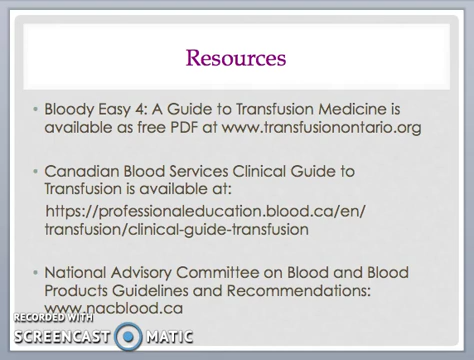 Resources
• Bloody Easy 4: A Guide to Transfusion Medicine is
available as free PDF at www.transfusionontario.org
• Canadian Blood Services Clinical Guide to
Transfusion is available at:
https://professionaleducation.blood.ca/en/
transfusion/clinical-guide-transfusion
• National Advisory Committee on Blood and Blood
Products Guidelines and Recommendations:
www.nacblood.ca
RECORDED WITH
SCREENCAST MATIC